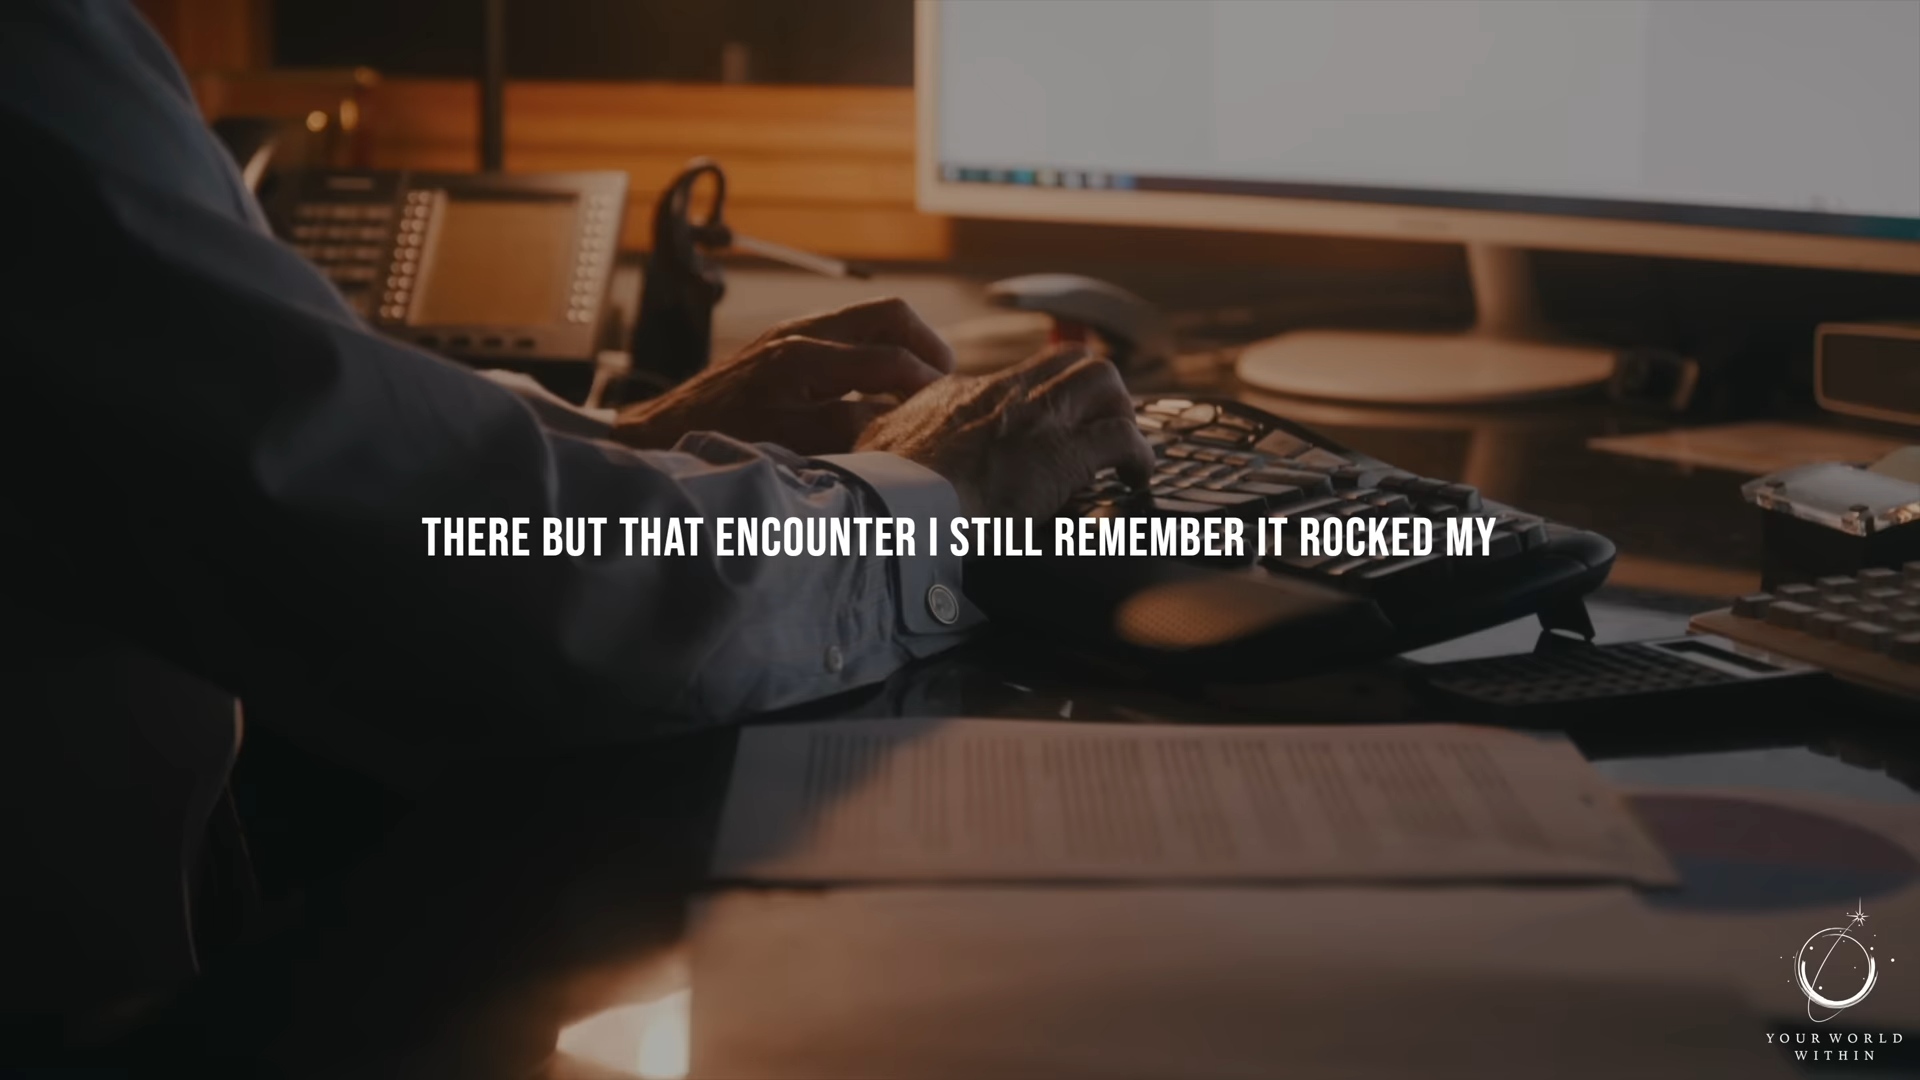 THERE BUT THAT ENCOUNTER I STILL REMEMBER IT ROCKED MY
YOUR WORLD
WITHIN